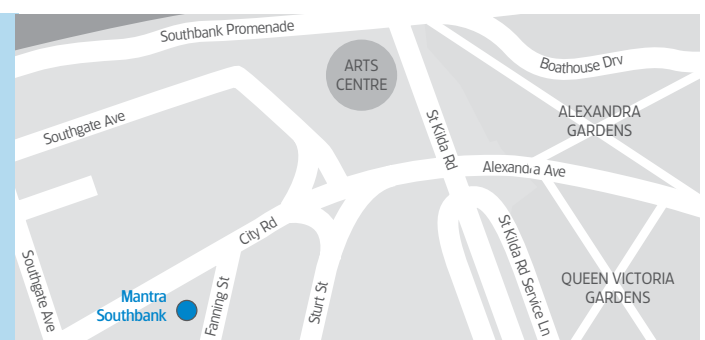 Southbank Promenade
ARTS
CENTRE
Boathouse Drv
Southgate Ave
ALEXANDRA
GARDENS
St Kilda Rd
Alexandra Ave
City Rd
St Kilda Rd Service Ln
Southgate Ave
Fanning St
Sturt St
QUEEN VICTORIA
GARDENS
Mantra
Southbank